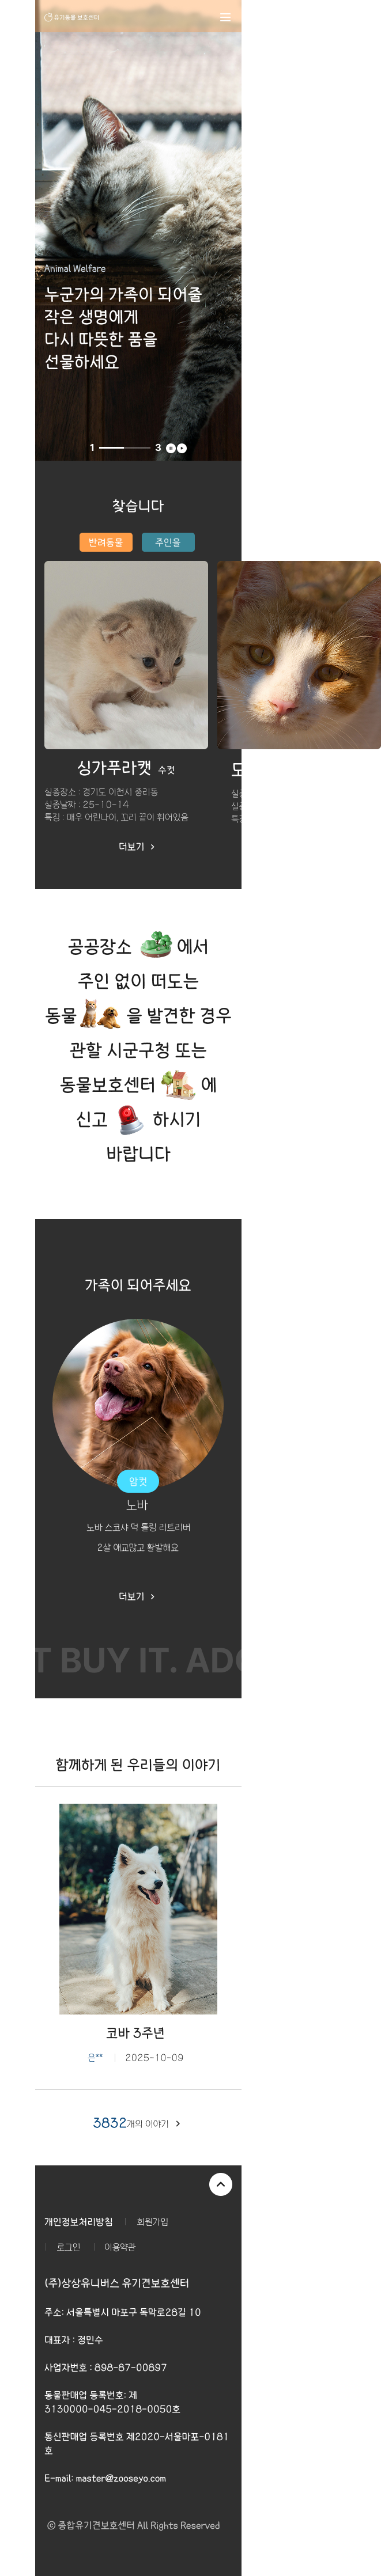 유기동물 보호센터
Animal Welfare
누군가의 가족이 되어줄
작은 생명에게
다시 따뜻한 품을
선물하세요
1 3
찾습니다
반려동물 주인을
싱가푸라캣 수컷
실종장소 : 경기도 이천시 중리동
실종날짜 : 25-10-14
특징 : 매우 어린나이, 꼬리 끝이 휘어있음
더보기
공공장소 에서
주인 없이 떠도는
동물 을 발견한 경우
관할 시군구청 또는
동물보호센터 에
신고 하시기
바랍니다
가족이 되어주세요
암컷
노바
노바 스코샤 덕 톨링 리트리버
2살 애교많고 활발해요
더보기
T BUY IT. ADO
함께하게 된 우리들의 이야기
코바 3주년
은** 2025-10-09
3832개의 이야기
개인정보처리방침 회원가입
로그인 이용약관
(주)상상유니버스 유기견보호센터
주소: 서울특별시 마포구 독막로28길 10
대표자 : 정민수
사업자번호 : 898-87-00897
동물판매업 등록번호: 제
3130000-045-2018-0050호
통신판매업 등록번호 제2020-서울마포-0181
호
E-mail: master@zooseyo.com
ⓒ 종합유기견보호센터 All Rights Reserved